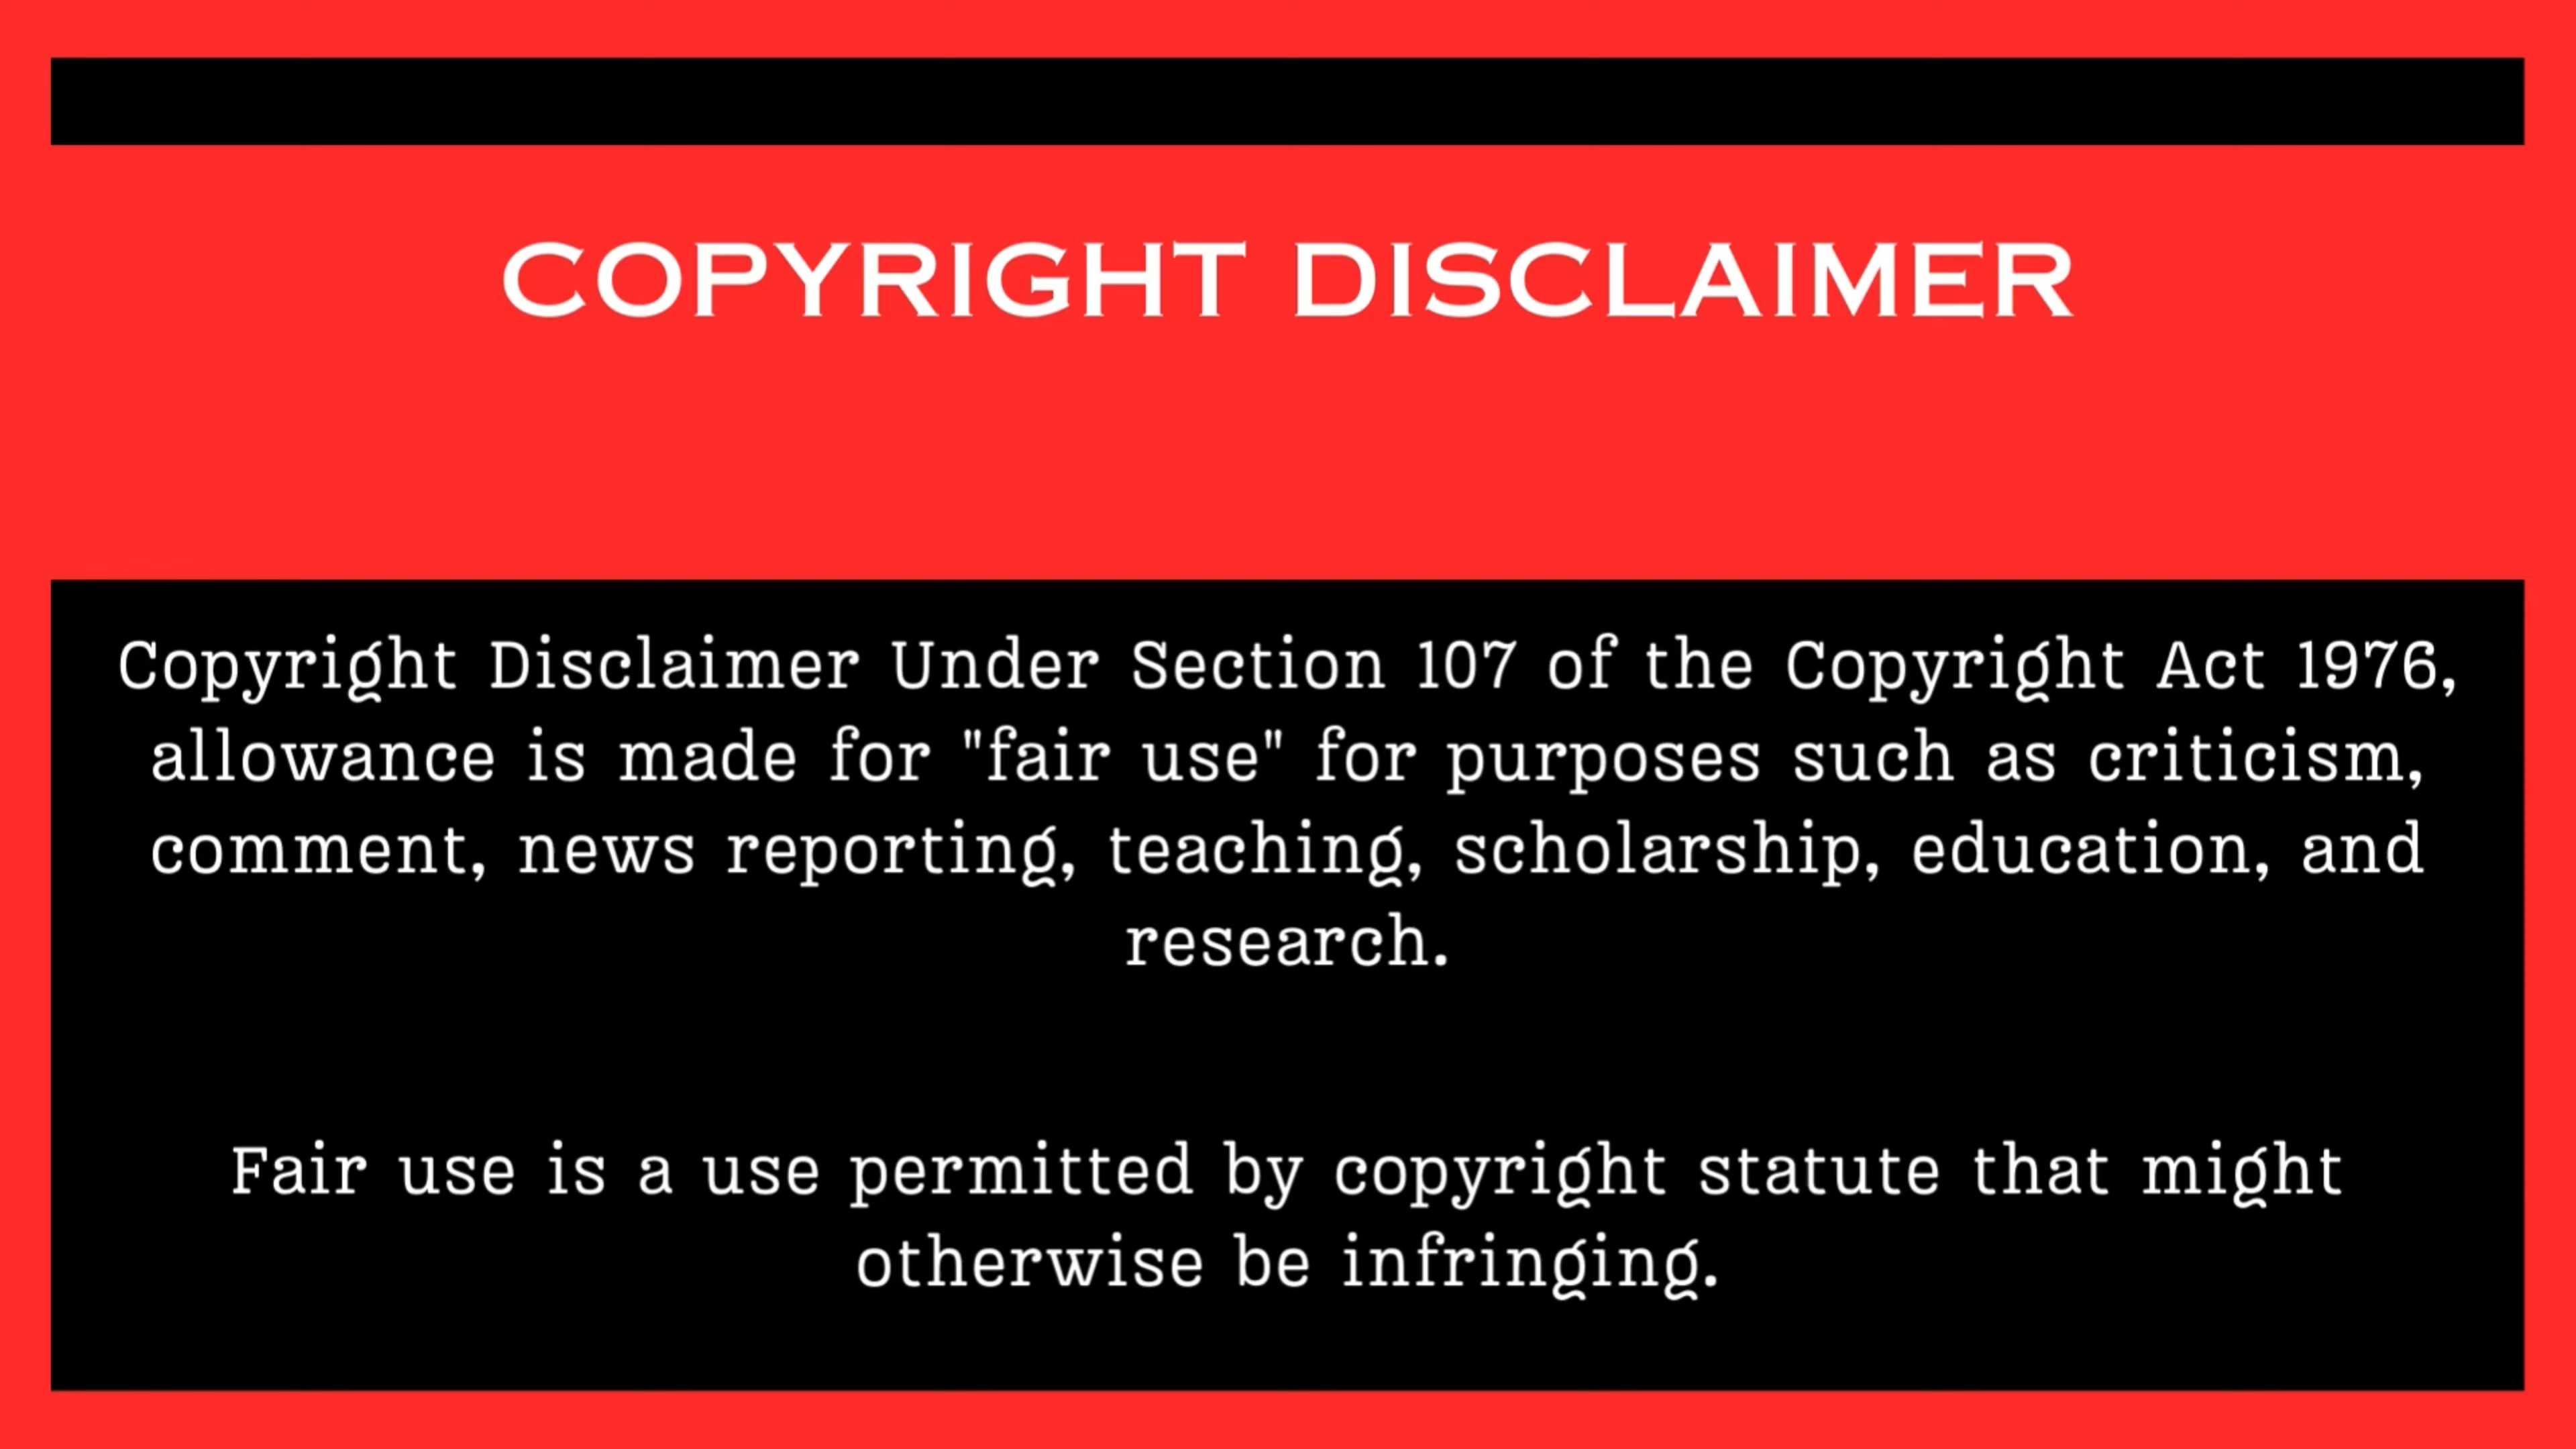 COPYRIGHT DISCLAIMER
Copyright Disclaimer Under Section 107 of the Copyright Act 1976,
allowance is made for "fair use" for purposes such as criticism,
comment, news reporting, teaching, scholarship, education, and
research.
Fair use is a use permitted by copyright statute that might
otherwise be infringing.